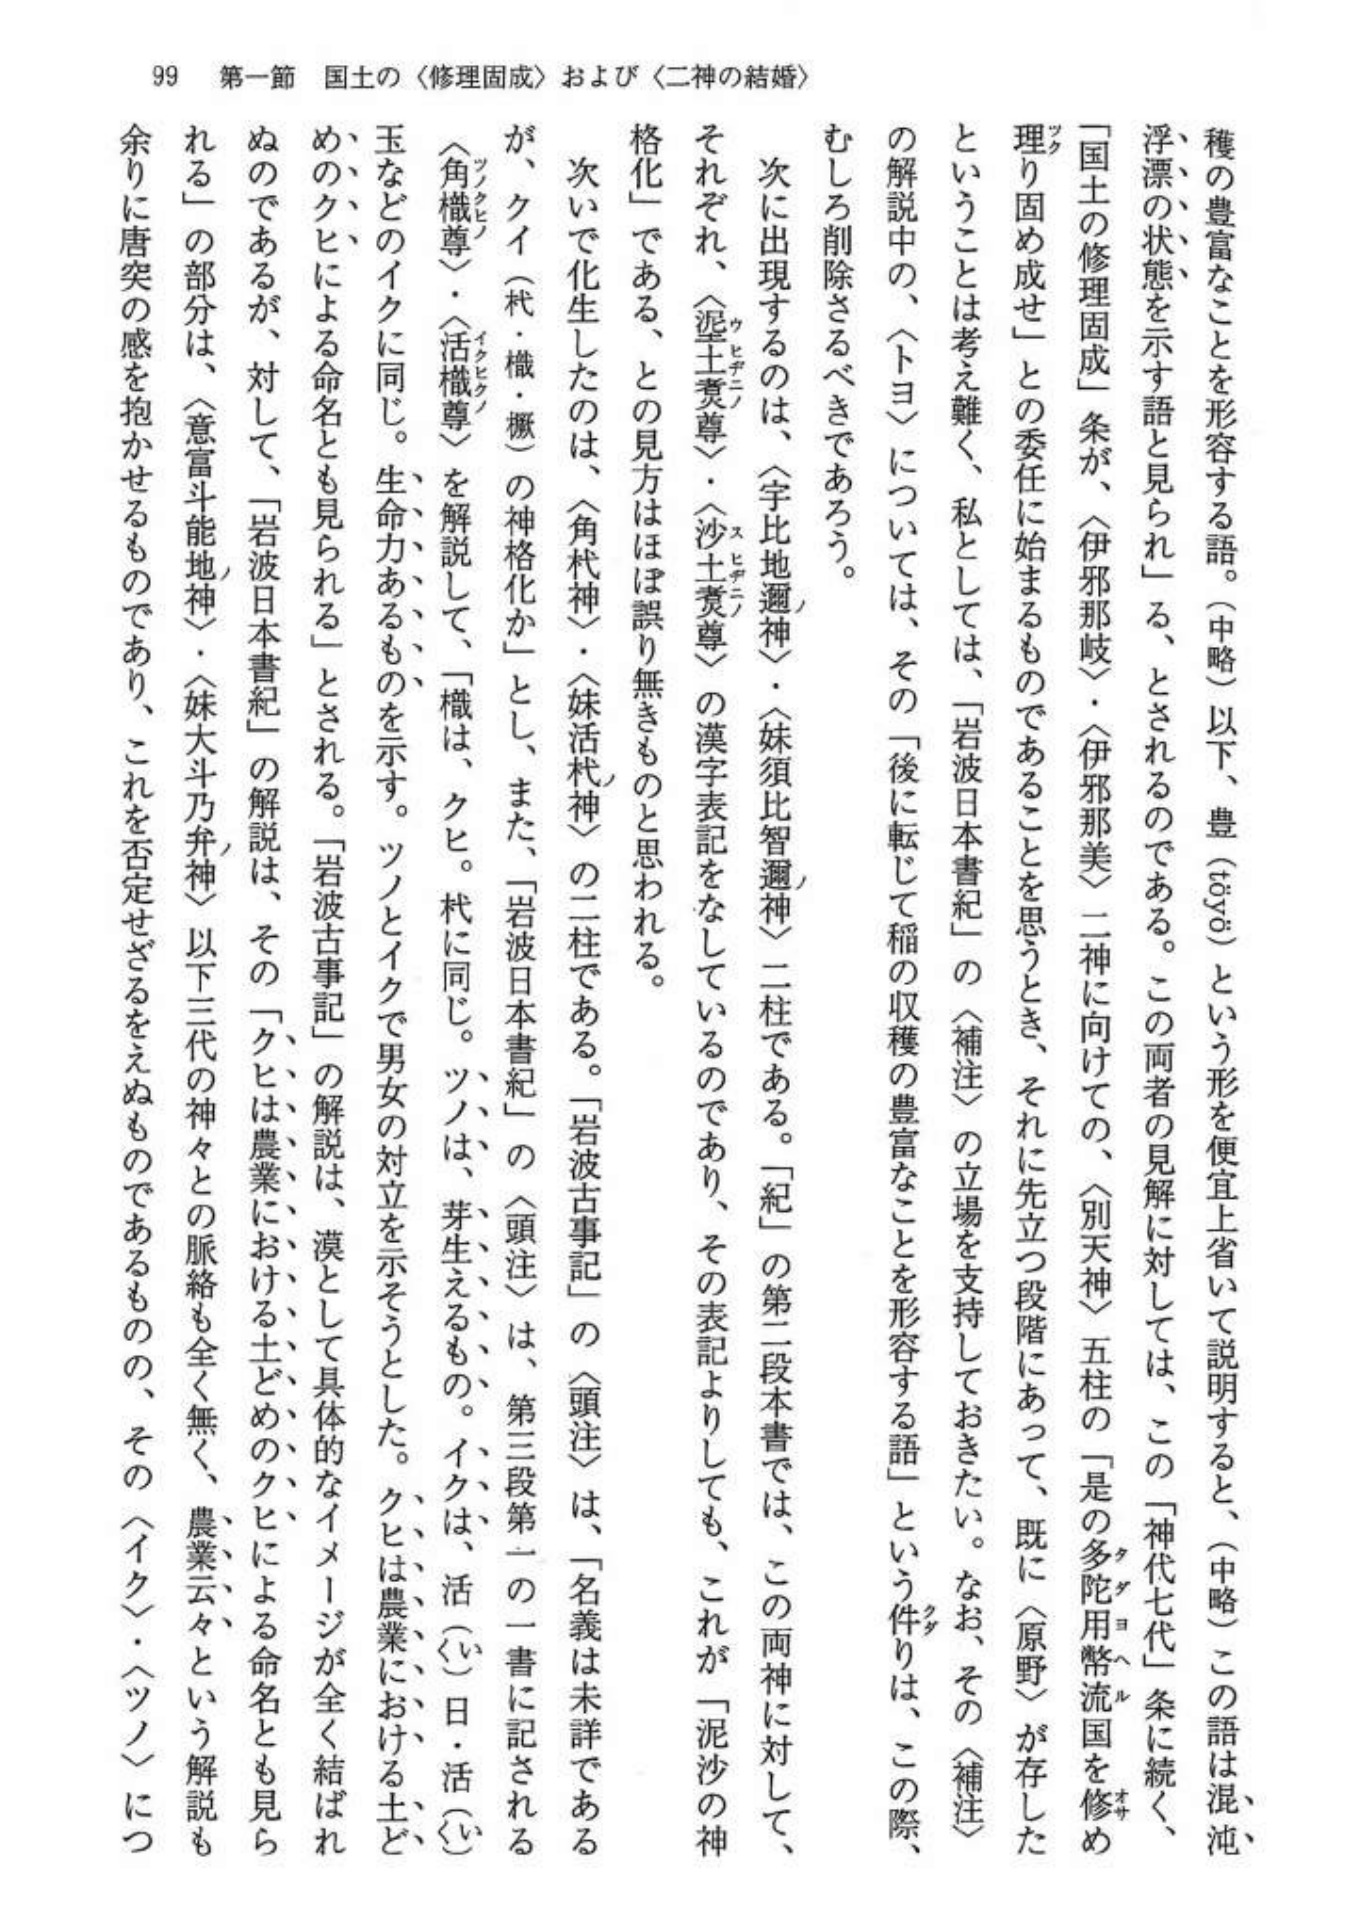 99　第一節　国土の〈修理固成〉および〈二神の結婚〉
穫の豊富なことを形容する語。（中略）以下、豊（töyö）という形を便宜上省いて説明すると、（中略）この語は混沌
浮漂の状態を示す語と見られ」る、とされるのである。この両者の見解に対しては、この「神代七代」条に続く、
「国土の修理固成」条が、〈伊邪那岐〉・〈伊邪那美〉二神に向けての、〈別天神〉五柱の「是の多陀用幣流国を修め
理り固め成せ」との委任に始まるものであることを思うとき、それに先立つ段階にあって、既に〈原野〉が存した
ということは考え難く、私としては、「岩波日本書紀」の〈補注〉の立場を支持しておきたい。なお、その〈補注〉
の解説中の、〈トヨ〉については、その「後に転じて稲の収穫の豊富なことを形容する語」という件りは、この際、
むしろ削除さるべきであろう。
次に出現するのは、〈宇比地邇神〉・〈妹須比智邇神〉二柱である。「紀」の第二段本書では、この両神に対して、
それぞれ、〈泥土煑尊〉・〈沙土煑尊〉の漢字表記をなしているのであり、その表記よりしても、これが「泥沙の神
格化」である、との見方はほぼ誤り無きものと思われる。
次いで化生したのは、〈角杙神〉・〈妹活杙神〉の二柱である。「岩波古事記」の〈頭注〉は、「名義は未詳である
が、クイ（杙・樴・橛）の神格化か」とし、また、「岩波日本書紀」の〈頭注〉は、第三段第一の一書に記される
〈角樴尊〉・〈活樴尊〉を解説して、「樴は、クヒ。杙に同じ。ツノは、芽生えるもの。イクは、活（い）日・活（い）
玉などのイクに同じ。生命力あるものを示す。ツノとイクで男女の対立を示そうとした。クヒは農業における土ど
めのクヒによる命名とも見られる」とされる。「岩波古事記」の解説は、漠として具体的なイメージが全く結ばれ
ぬのであるが、対して、「岩波日本書紀」の解説は、その「クヒは農業における土どめのクヒによる命名とも見ら
れる」の部分は、〈意富斗能地神〉・〈妹大斗乃弁神〉以下三代の神々との脈絡も全く無く、農業云々という解説も
余りに唐突の感を抱かせるものであり、これを否定せざるをえぬものであるものの、その〈イク〉・〈ツノ〉につ